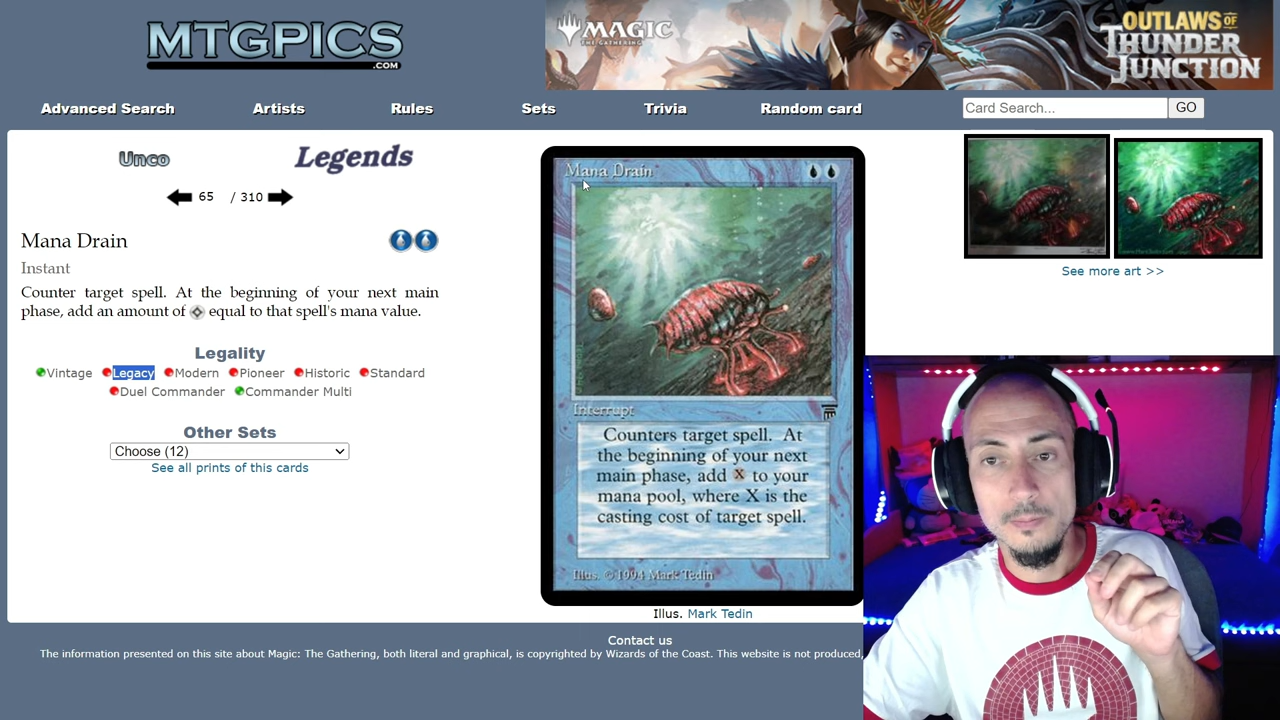 MTGPICS
.COM
MAGIC
THE GATHERING
OUTLAWS OF
THUNDER
JUNCTION
Advanced Search
Artists
Rules
Sets
Trivia
Random card
Card Search...
GO
Unco
Legends
65 / 310
Mana Drain
Instant
Counter target spell. At the beginning of your next main
phase, add an amount of equal to that spell's mana value.
Legality
Vintage Legacy Modern Pioneer Historic Standard
Duel Commander Commander Multi
Other Sets
Choose (12)
See all prints of this cards
Mana Drain
Interrupt
Counters target spell. At
the beginning of your next
main phase, add X to your
mana pool, where X is the
casting cost of target spell.
Illus. © 1994 Mark Tedin
Illus. Mark Tedin
See more art >>
Contact us
The information presented on this site about Magic: The Gathering, both literal and graphical, is copyrighted by Wizards of the Coast. This website is not produced,